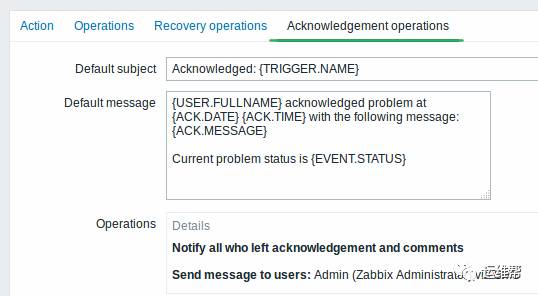 Action Operations Recovery operations Acknowledgement operations
Default subject Acknowledged: {TRIGGER.NAME}
Default message {USER.FULLNAME} acknowledged problem at
{ACK.DATE} {ACK.TIME} with the following message:
{ACK.MESSAGE}
Current problem status is {EVENT.STATUS}
Operations Details
Notify all who left acknowledgement and comments
Send message to users: Admin (Zabbix Administrator)
运维帮